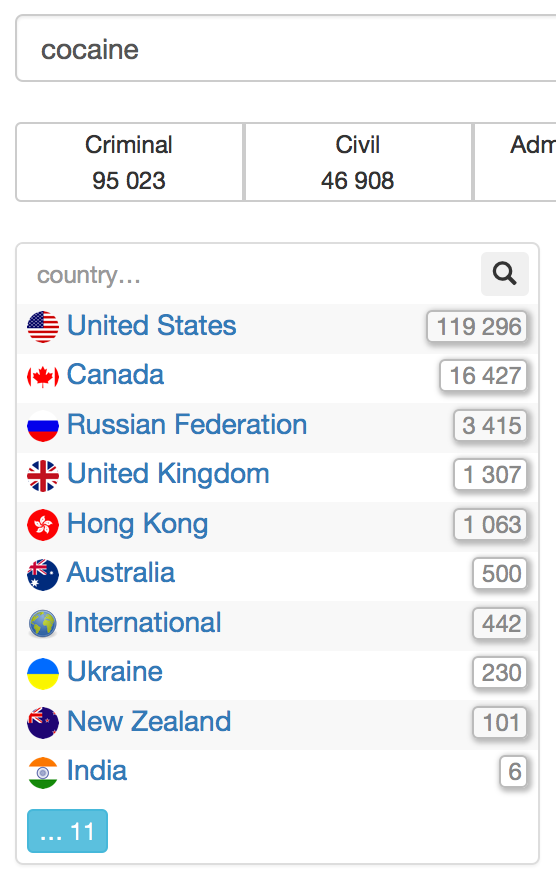 cocaine
Criminal Civil Adm
95 023 46 908
country...
United States 119 296
Canada 16 427
Russian Federation 3 415
United Kingdom 1 307
Hong Kong 1 063
Australia 500
International 442
Ukraine 230
New Zealand 101
India 6
... 11